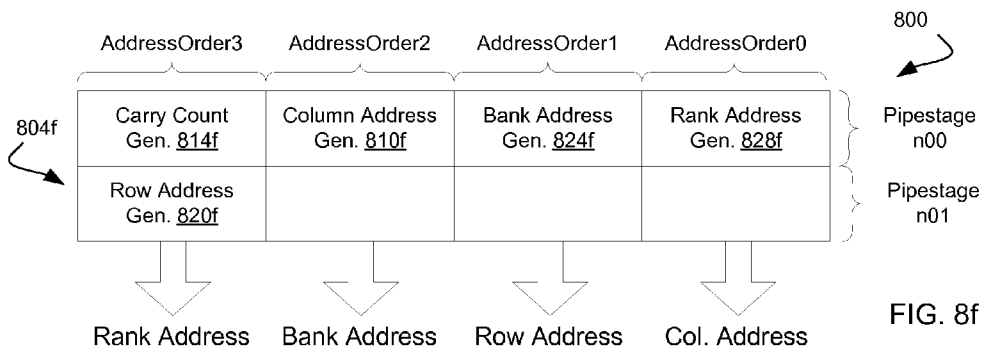 800
AddressOrder3 AddressOrder2 AddressOrder1 AddressOrder0
804f
Carry Count
Gen. 814f
Column Address
Gen. 810f
Bank Address
Gen. 824f
Rank Address
Gen. 828f
Pipestage
n00
Row Address
Gen. 820f
Pipestage
n01
Rank Address Bank Address Row Address Col. Address
FIG. 8f